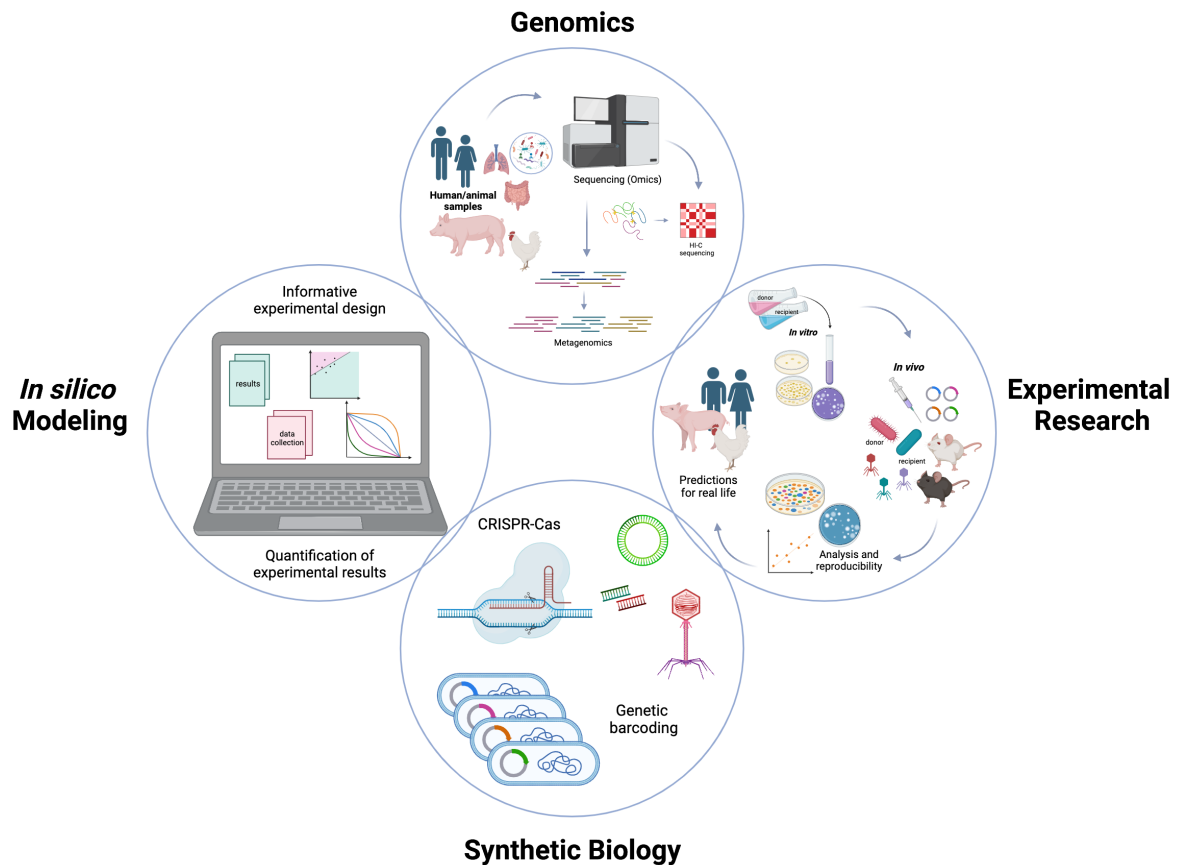 Genomics
Human/animal
samples
Sequencing (Omics)
HI-C
sequencing
Metagenomics
In silico
Modeling
Informative
experimental design
results
data
collection
Quantification of
experimental results
Experimental
Research
donor
recipient
In vitro
In vivo
donor
recipient
Predictions
for real life
Analysis and
reproducibility
CRISPR-Cas
Genetic
barcoding
Synthetic Biology